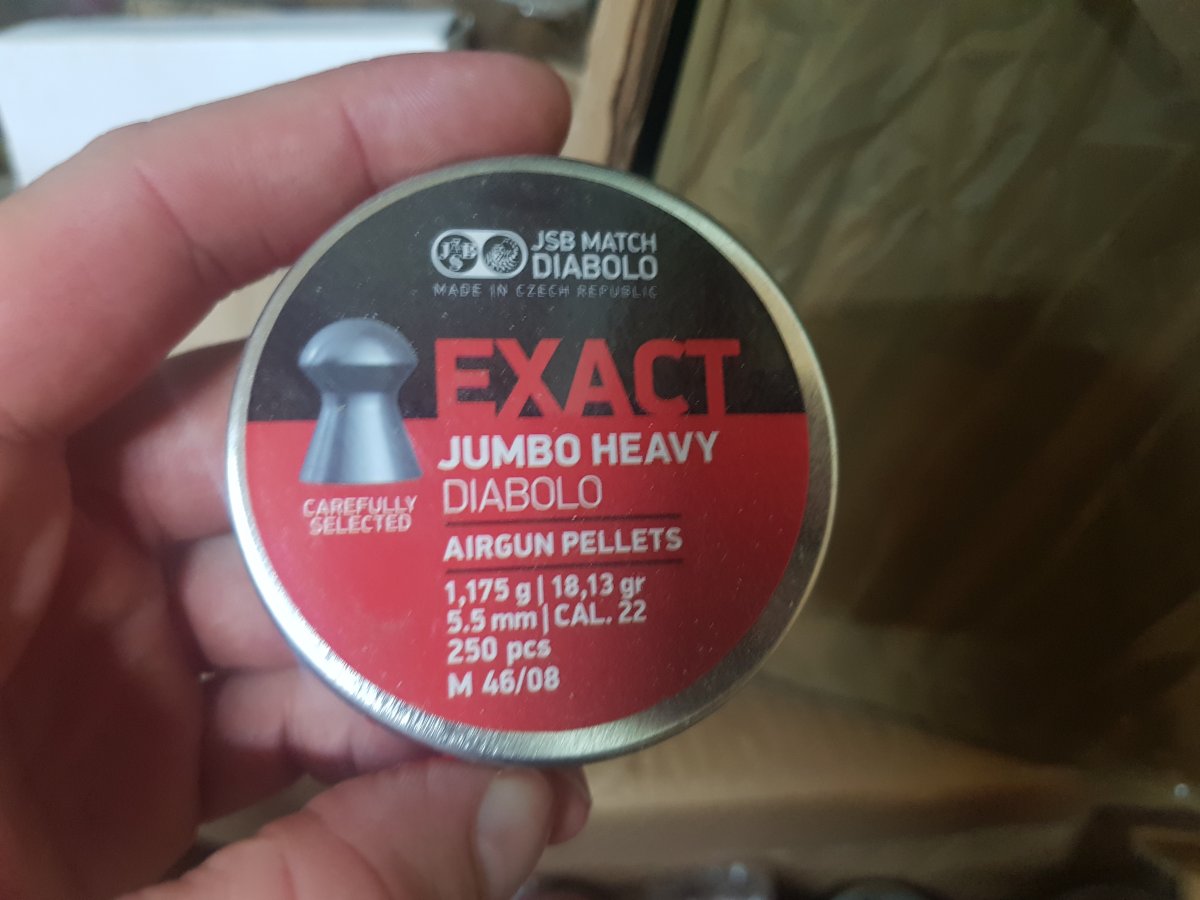 JSB MATCH
DIABOLO
MADE IN CZECH REPUBLIC
EXACT
JUMBO HEAVY
DIABOLO
CAREFULLY
SELECTED
AIRGUN PELLETS
1,175 g | 18,13 gr
5.5 mm | CAL. 22
250 pcs
M 46/08